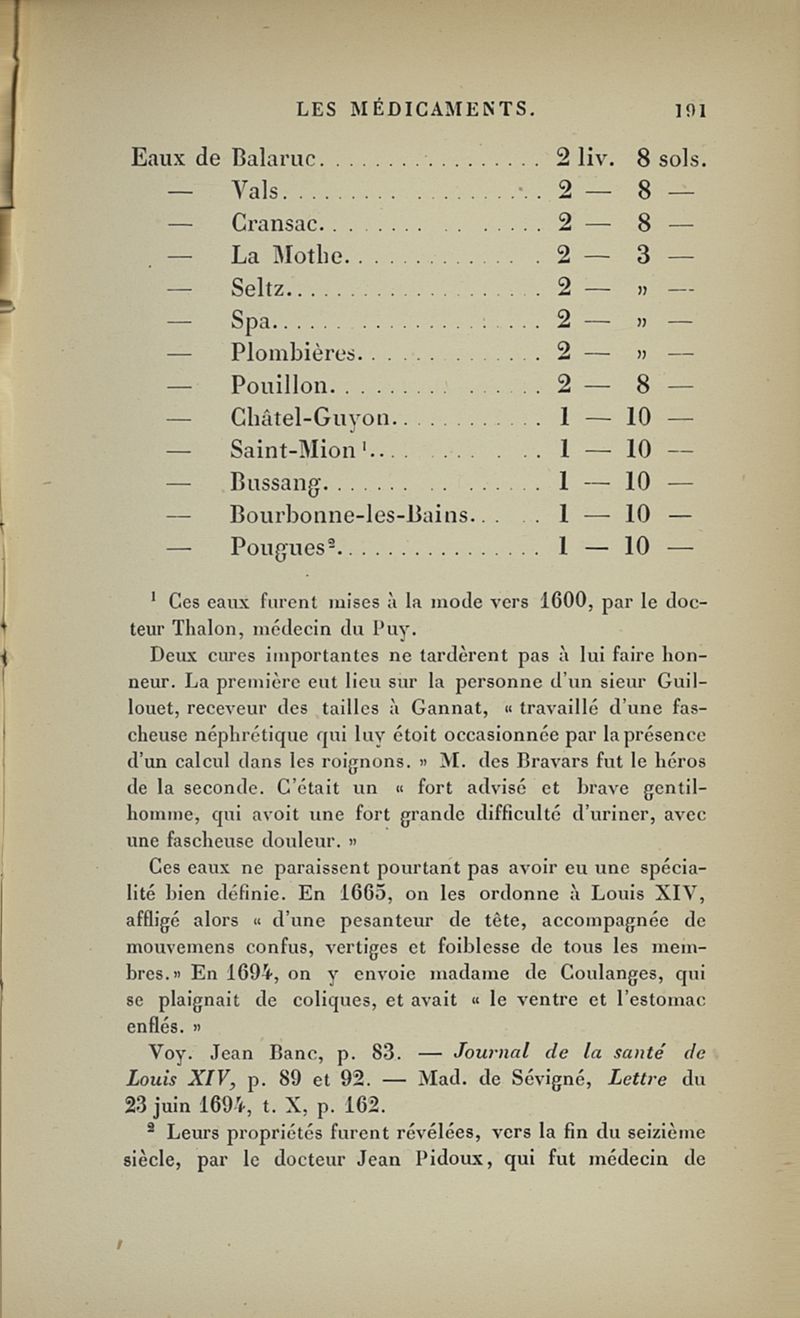 LES MÉDICAMENTS. 191
Eaux de Balaruc. . . . . . . . . . . . . . . . . . 2 liv. 8 sols.
— Vals. . . . . . . . . . . . . . . . . . 2 — 8 —
— Cransac. . . . . . . . . . . . . . . . 2 — 8 —
— La Mothe. . . . . . . . . . . . . . 2 — 3 —
— Seltz. . . . . . . . . . . . . . . . . . 2 — » —
— Spa. . . . . . . . . . . . . . . . . . . 2 — » —
— Plombières. . . . . . . . . . . . . 2 — » —
— Pouillon. . . . . . . . . . . . . . . 2 — 8 —
— Châtel-Guyon. . . . . . . . . . . 1 — 10 —
— Saint-Mion ¹. . . . . . . . . . . . 1 — 10 —
— Bussang. . . . . . . . . . . . . . . . 1 — 10 —
— Bourbonne-les-Bains. . . . . 1 — 10 —
— Pougues². . . . . . . . . . . . . . . 1 — 10 —
¹ Ces eaux furent mises à la mode vers 1600, par le doc-
teur Thalon, médecin du Puy.
Deux cures importantes ne tardèrent pas à lui faire hon-
neur. La première eut lieu sur la personne d'un sieur Guil-
louet, receveur des tailles à Gannat, « travaillé d'une fas-
cheuse néphrétique qui luy étoit occasionnée par la présence
d'un calcul dans les roignons. » M. des Bravars fut le héros
de la seconde. C'était un « fort advisé et brave gentil-
homme, qui avoit une fort grande difficulté d'uriner, avec
une fascheuse douleur. »
Ces eaux ne paraissent pourtant pas avoir eu une spécia-
lité bien définie. En 1665, on les ordonne à Louis XIV,
affligé alors « d'une pesanteur de tête, accompagnée de
mouvemens confus, vertiges et foiblesse de tous les mem-
bres. » En 1694, on y envoie madame de Coulanges, qui
se plaignait de coliques, et avait « le ventre et l'estomac
enflés. »
Voy. Jean Banc, p. 83. — Journal de la santé de
Louis XIV, p. 89 et 92. — Mad. de Sévigné, Lettre du
23 juin 1694, t. X, p. 162.
² Leurs propriétés furent révélées, vers la fin du seizième
siècle, par le docteur Jean Pidoux, qui fut médecin de